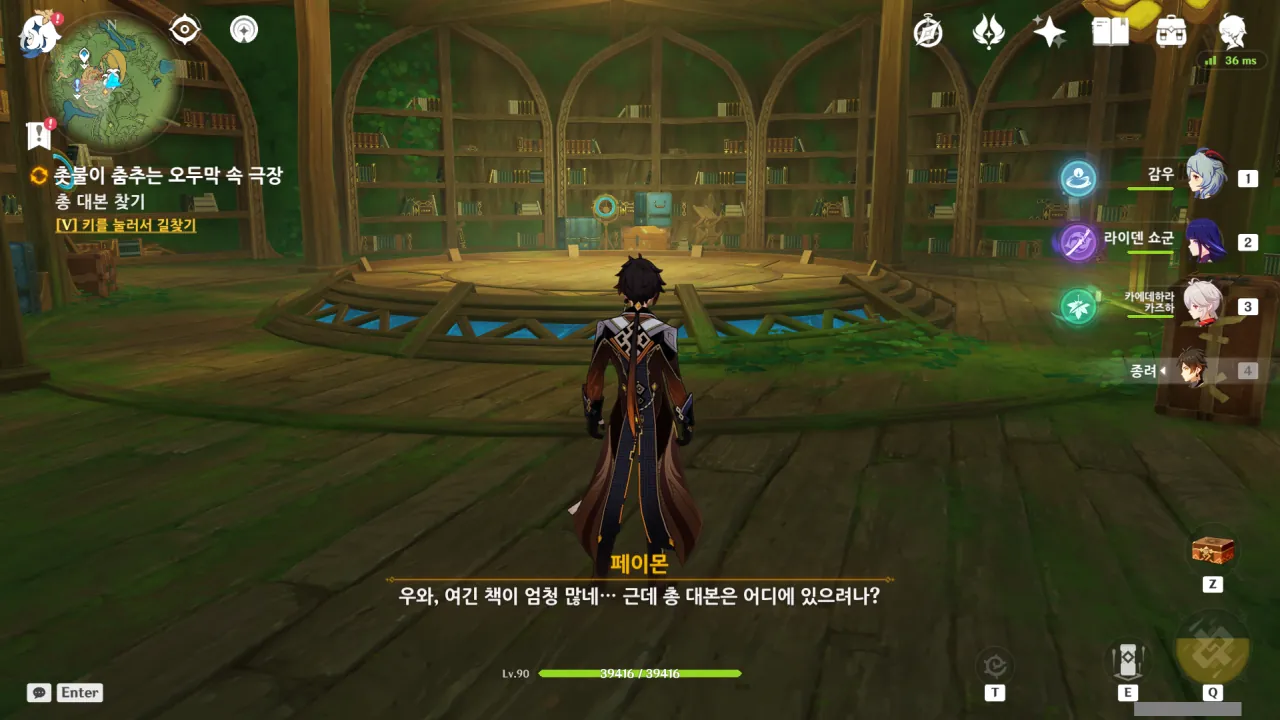 N
36 ms
촛불이 춤추는 오두막 속 극장
총 대본 찾기
[V] 키를 눌러서 길찾기
감우
1
라이덴 쇼군
2
카에데하라
카즈하
3
종려
4
페이몬
우와, 여긴 책이 엄청 많네… 근데 총 대본은 어디에 있으려나?
Z
Lv.90
39416 / 39416
Enter
T
E
Q